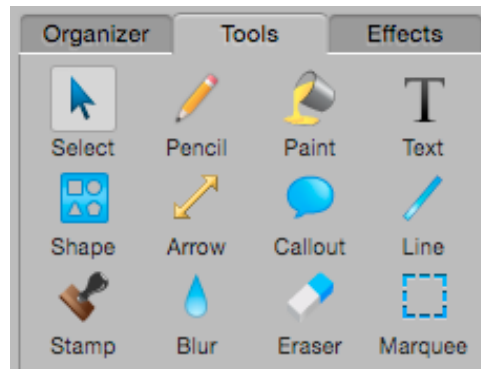 Organizer Tools Effects
Select Pencil Paint Text
Shape Arrow Callout Line
Stamp Blur Eraser Marquee